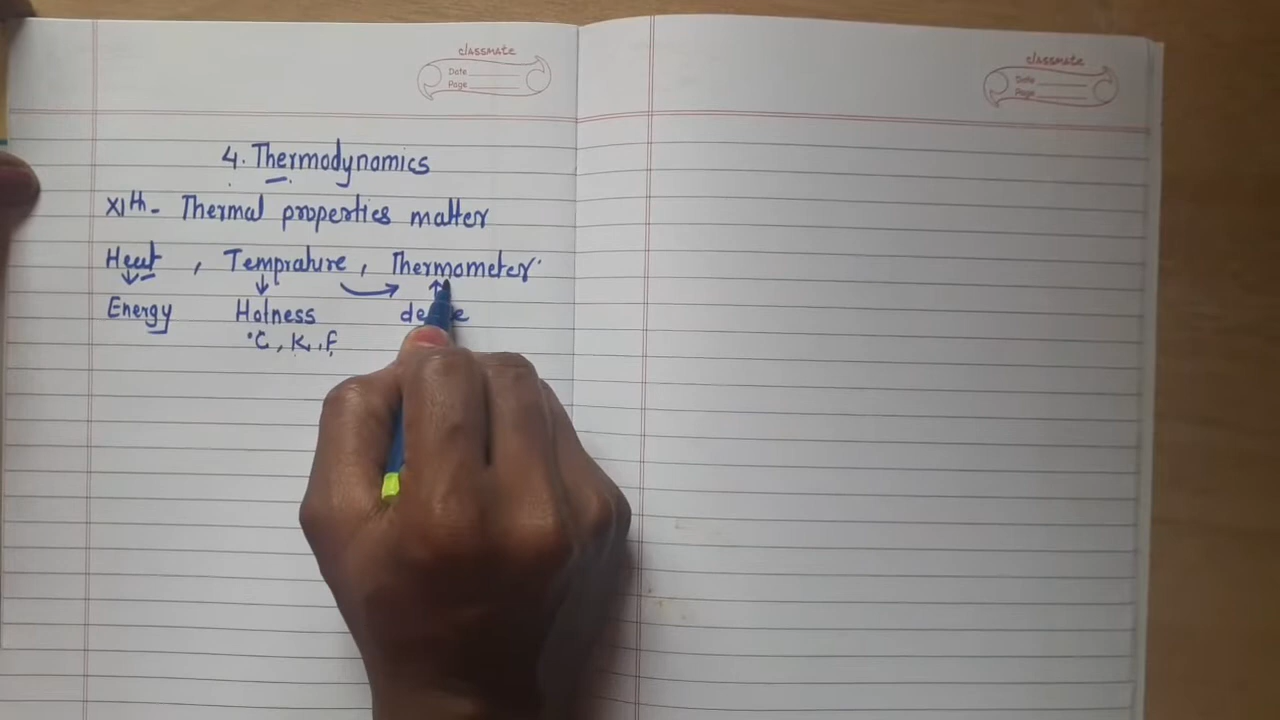 classmate
Date
Page
classmate
Date
Page
4. Thermodynamics
XIth - Thermal properties matter
Heat , Temprature , Thermometer
Energy Hotness
°C, K, F